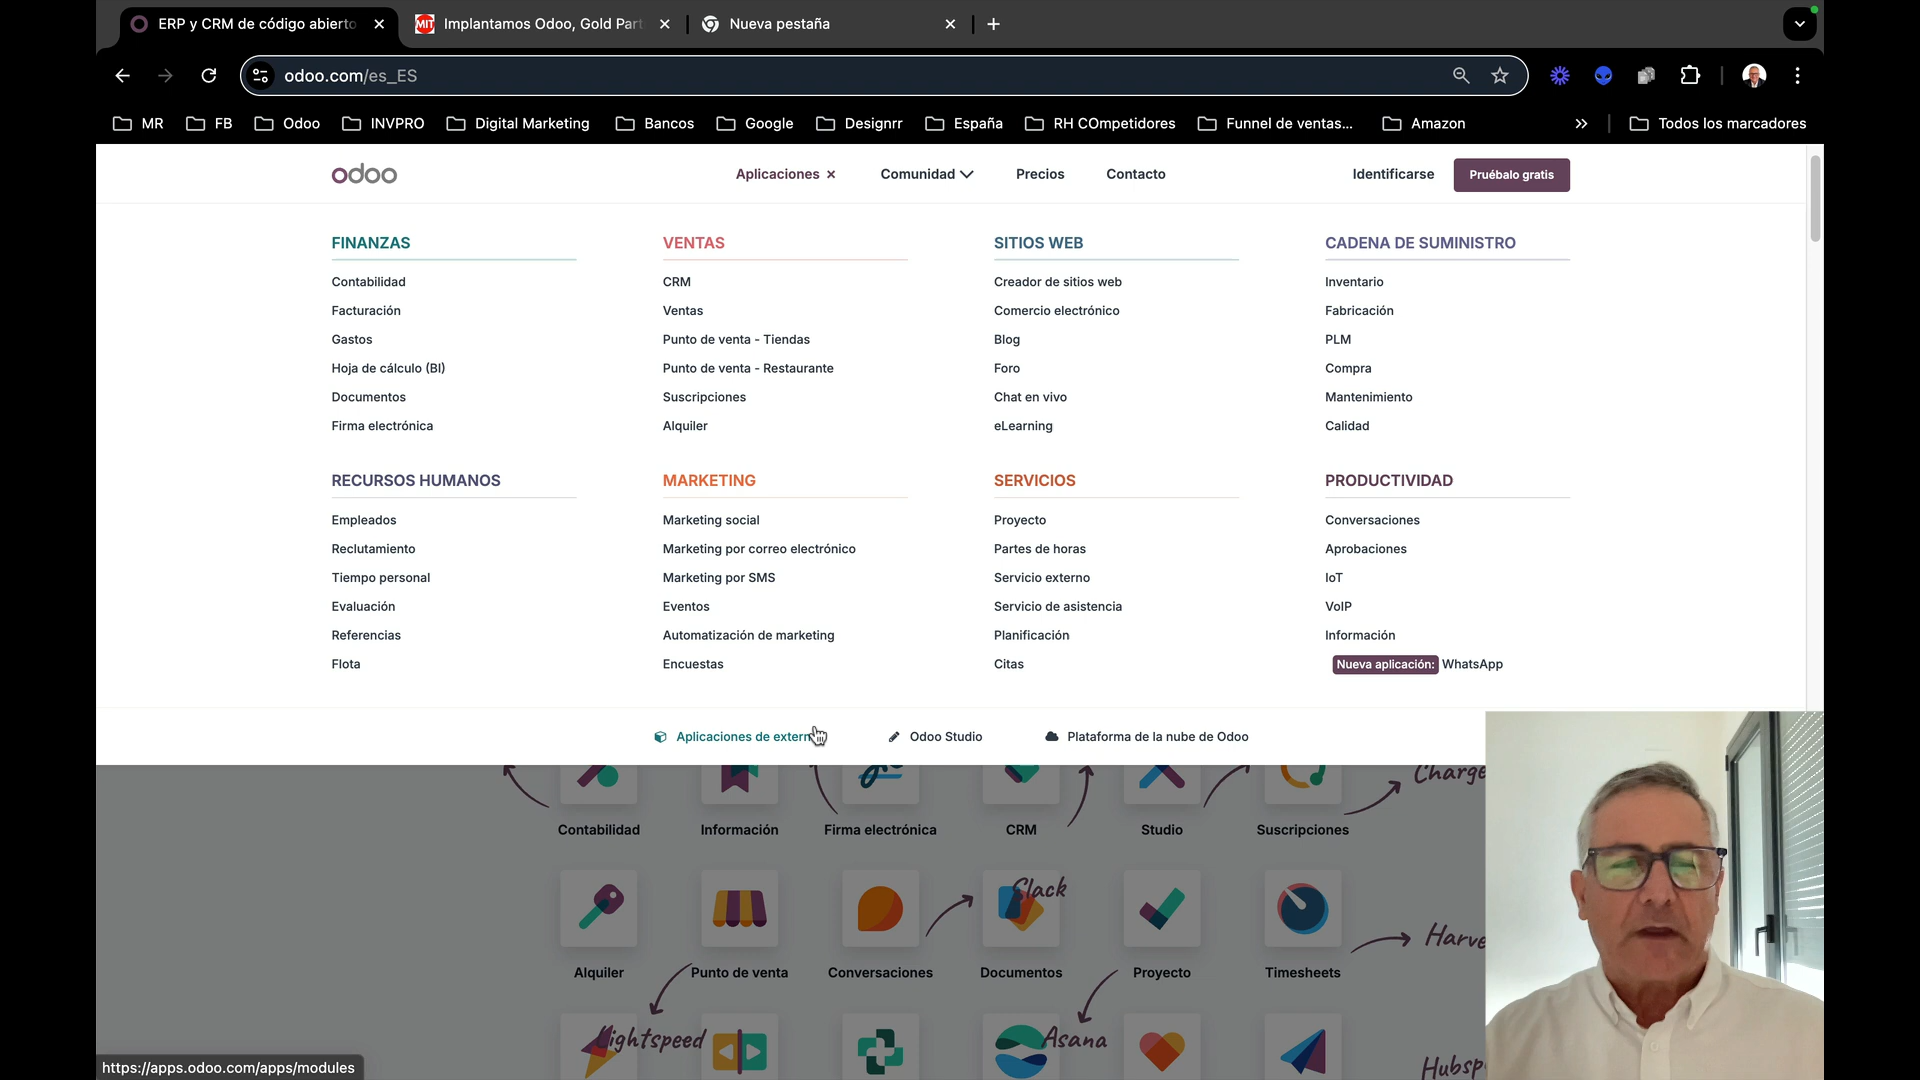 ERP y CRM de código abierto
MIT
Implantamos Odoo, Gold Part
Nueva pestaña
odoo.com/es_ES
MR
FB
Odoo
INVPRO
Digital Marketing
Bancos
Google
Designrr
España
RH COmpetidores
Funnel de ventas...
Amazon
Todos los marcadores
odoo
Aplicaciones
Comunidad
Precios
Contacto
Identificarse
Pruébalo gratis
FINANZAS
Contabilidad
Facturación
Gastos
Hoja de cálculo (BI)
Documentos
Firma electrónica
VENTAS
CRM
Ventas
Punto de venta - Tiendas
Punto de venta - Restaurante
Suscripciones
Alquiler
SITIOS WEB
Creador de sitios web
Comercio electrónico
Blog
Foro
Chat en vivo
eLearning
CADENA DE SUMINISTRO
Inventario
Fabricación
PLM
Compra
Mantenimiento
Calidad
RECURSOS HUMANOS
Empleados
Reclutamiento
Tiempo personal
Evaluación
Referencias
Flota
MARKETING
Marketing social
Marketing por correo electrónico
Marketing por SMS
Eventos
Automatización de marketing
Encuestas
SERVICIOS
Proyecto
Partes de horas
Servicio externo
Servicio de asistencia
Planificación
Citas
PRODUCTIVIDAD
Conversaciones
Aprobaciones
IoT
VoIP
Información
Nueva aplicación: WhatsApp
Aplicaciones de extern
Odoo Studio
Plataforma de la nube de Odoo
Charge
Contabilidad
Información
Firma electrónica
CRM
Studio
Suscripciones
Slack
Harve
Alquiler
Punto de venta
Conversaciones
Documentos
Proyecto
Timesheets
Lightspeed
Asana
Hubsp
https://apps.odoo.com/apps/modules